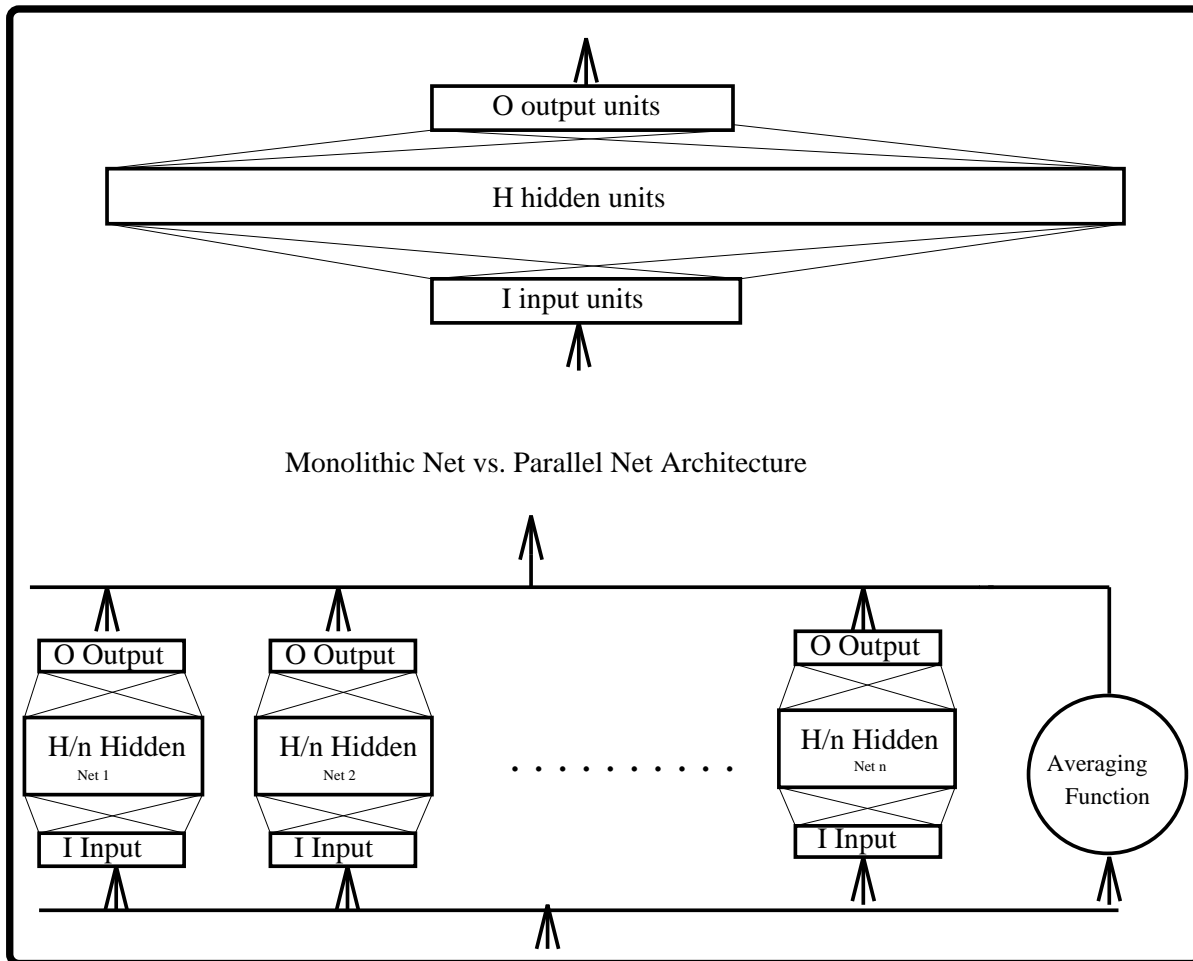 O output units
H hidden units
I input units
Monolithic Net vs. Parallel Net Architecture
O Output
H/n Hidden
Net 1
I Input
O Output
H/n Hidden
Net 2
I Input
. . . . . . . . . .
O Output
H/n Hidden
Net n
I Input
Averaging
Function